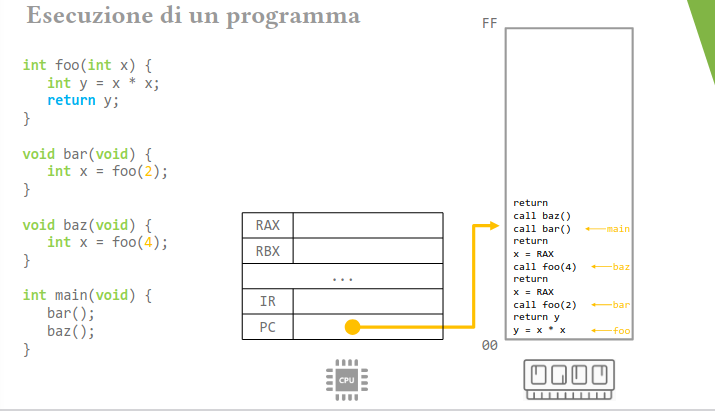 Esecuzione di un programma
int foo(int x) {
int y = x * x;
return y;
}
void bar(void) {
int x = foo(2);
}
void baz(void) {
int x = foo(4);
}
int main(void) {
bar();
baz();
}
RAX
RBX
...
IR
PC
CPU
FF
return
call baz()
call bar() main
return
x = RAX
call foo(4) baz
return
x = RAX
call foo(2) bar
return y
y = x * x foo
00